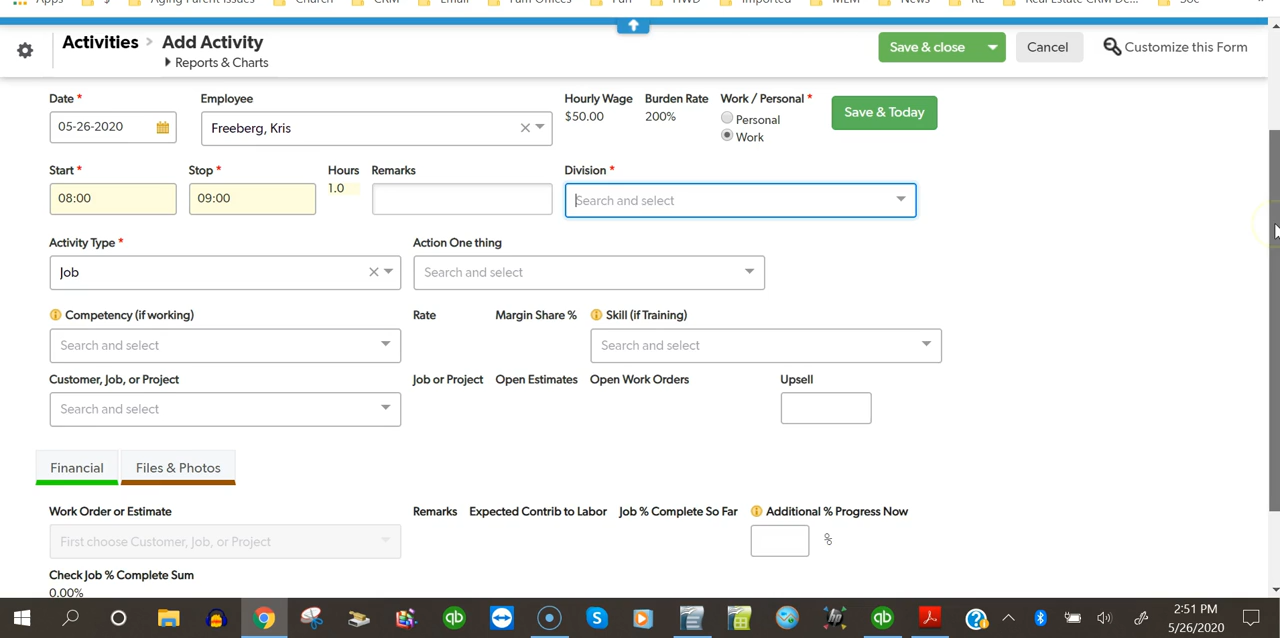 Apps $ Aging Parent Issues Church CRM Email Fam Offices Fun HWD Imported MLM News RE Real Estate CRM De... Soc
Activities > Add Activity
Reports & Charts
Save & close Cancel Customize this Form
Date * Employee Hourly Wage Burden Rate Work / Personal *
05-26-2020 Freeberg, Kris $50.00 200% Personal Save & Today
Work
Start * Stop * Hours Remarks Division *
08:00 09:00 1.0 Search and select
Activity Type * Action One thing
Job Search and select
Competency (if working) Rate Margin Share % Skill (if Training)
Search and select Search and select
Customer, Job, or Project Job or Project Open Estimates Open Work Orders Upsell
Search and select
Financial Files & Photos
Work Order or Estimate Remarks Expected Contrib to Labor Job % Complete So Far Additional % Progress Now
First choose Customer, Job, or Project %
Check Job % Complete Sum
0.00%
2:51 PM
5/26/2020